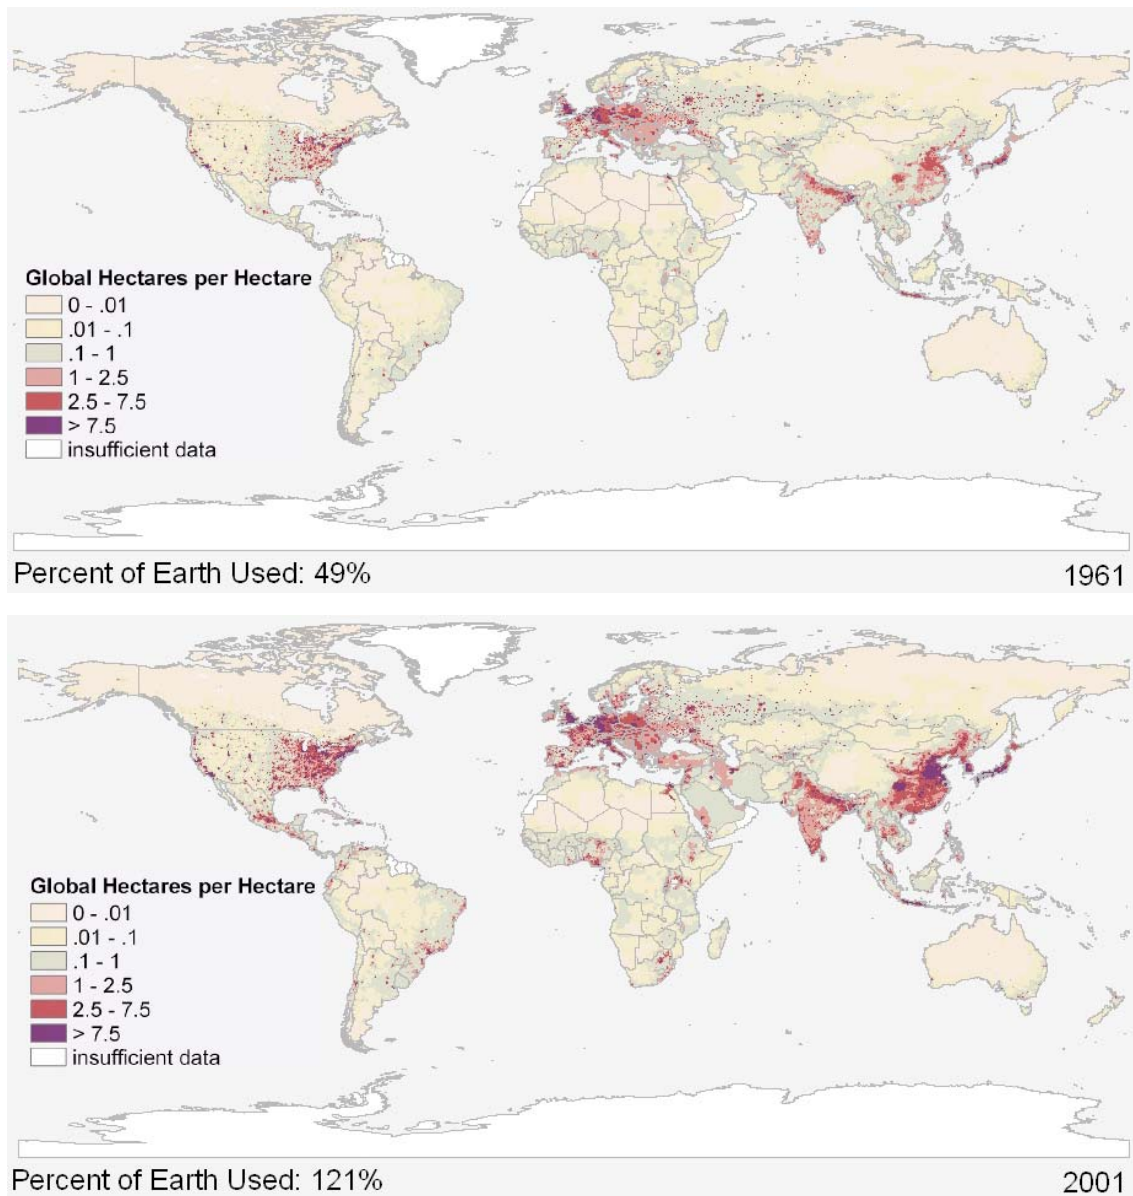 Global Hectares per Hectare
0 - .01
.01 - .1
.1 - 1
1 - 2.5
2.5 - 7.5
> 7.5
insufficient data
Percent of Earth Used: 49%
1961
Global Hectares per Hectare
0 - .01
.01 - .1
.1 - 1
1 - 2.5
2.5 - 7.5
> 7.5
insufficient data
Percent of Earth Used: 121%
2001